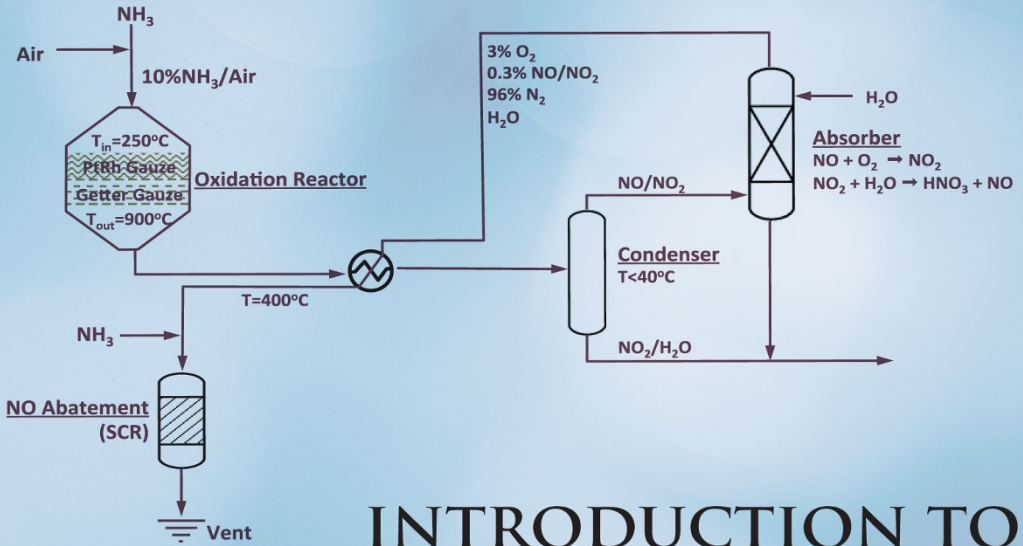 NH₃
Air
10%NH₃/Air
Tin=250°C
PtRh Gauze
Getter Gauze
Tout=900°C
Oxidation Reactor
T=400°C
NH₃
NO Abatement
(SCR)
Vent
3% O₂
0.3% NO/NO₂
96% N₂
H₂O
NO/NO₂
Condenser
T<40°C
NO₂/H₂O
H₂O
Absorber
NO + O₂ → NO₂
NO₂ + H₂O → HNO₃ + NO
INTRODUCTION TO